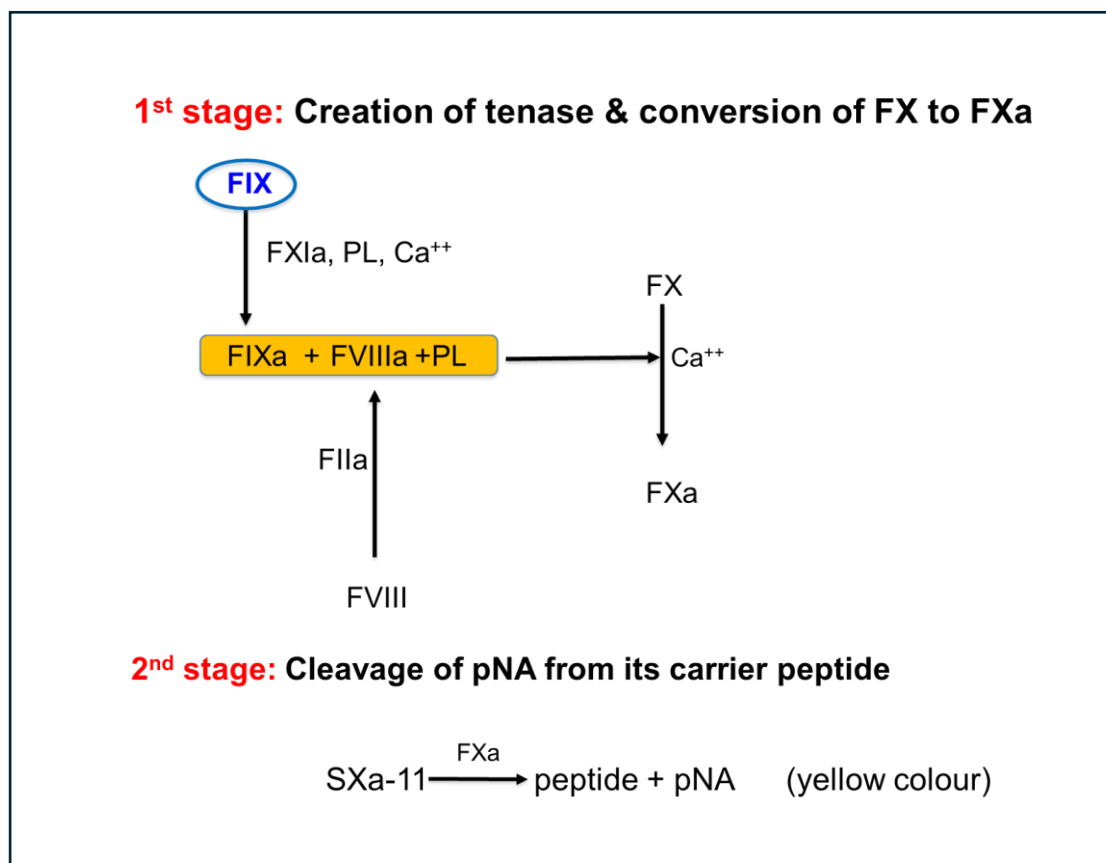 1st stage: Creation of tenase & conversion of FX to FXa
FIX
FXIa, PL, Ca++
FX
FIXa + FVIIIa +PL
Ca++
FIIa
FXa
FVIII
2nd stage: Cleavage of pNA from its carrier peptide
FXa
SXa-11 peptide + pNA (yellow colour)